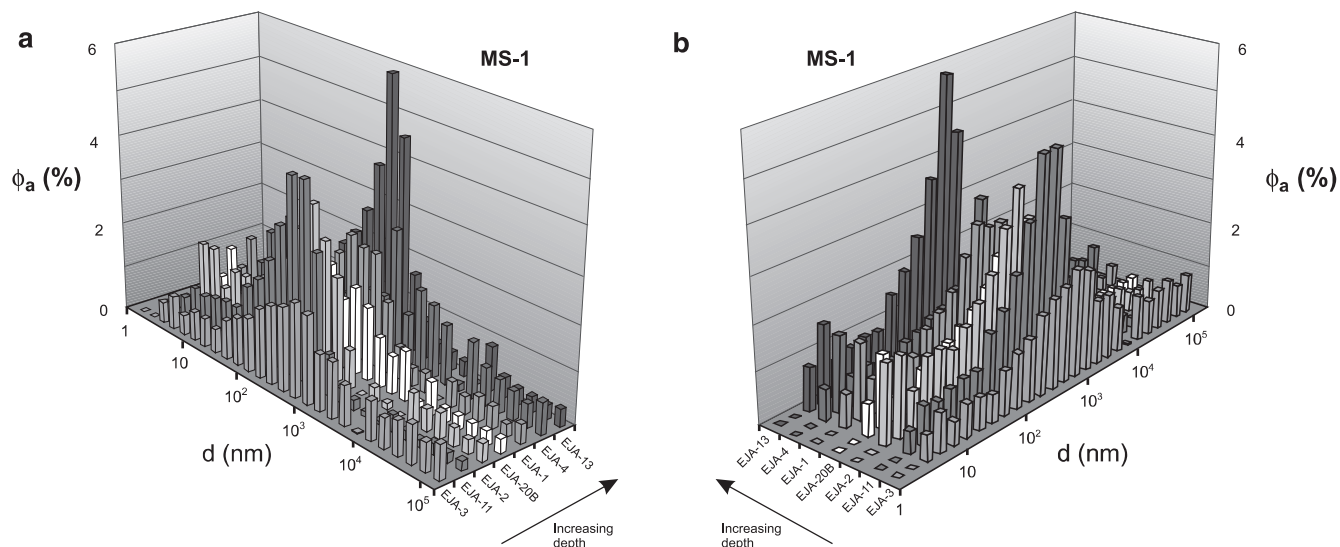 a
MS-1
6
4
2
0
ϕa (%)
1
10
10²
10³
10⁴
10⁵
d (nm)
EJA-3
EJA-11
EJA-2
EJA-20B
EJA-1
EJA-4
EJA-13
Increasing
depth
b
MS-1
6
4
2
0
ϕa (%)
10⁵
10⁴
10³
10²
10
1
d (nm)
EJA-13
EJA-4
EJA-1
EJA-20B
EJA-2
EJA-11
EJA-3
Increasing
depth